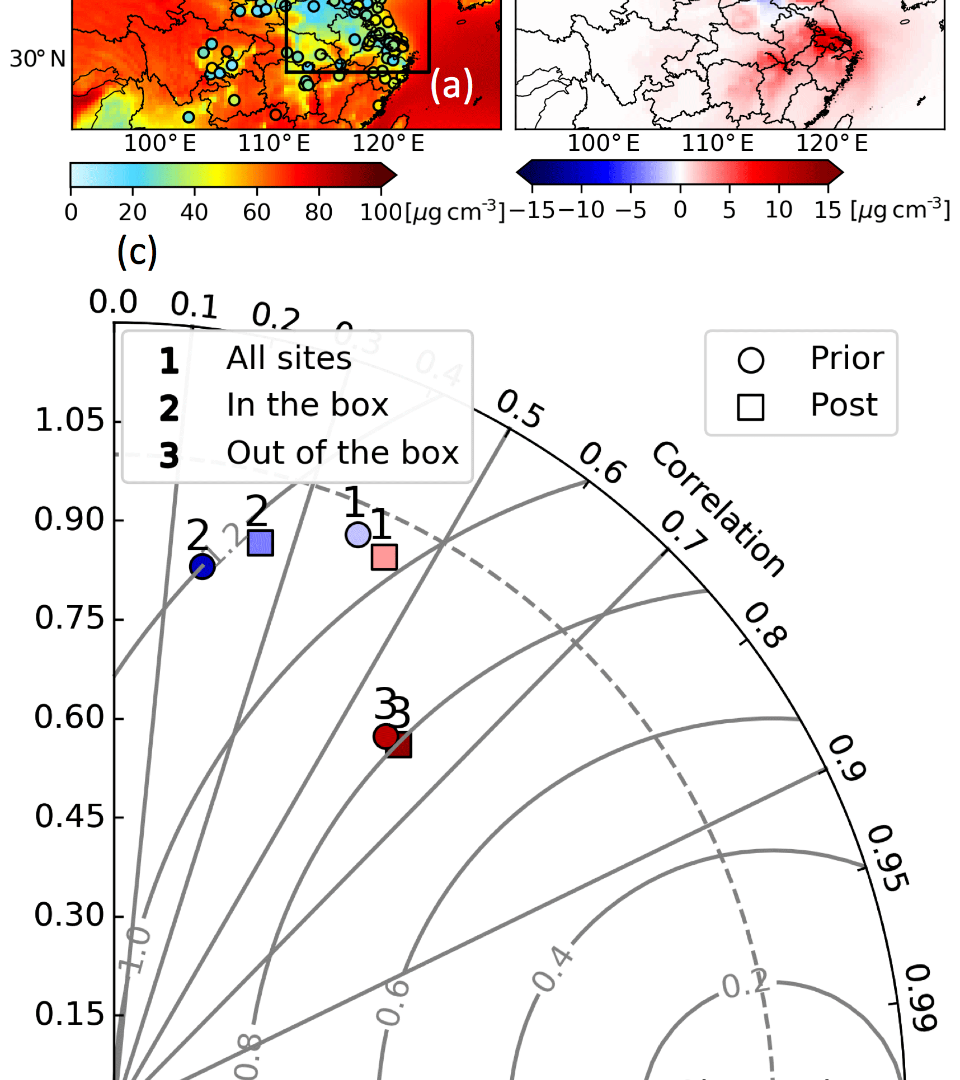 30° N
(a)
100°E 110°E 120°E
100°E 110°E 120°E
0 20 40 60 80 100 [μg cm⁻³]
−15 −10 −5 0 5 10 15 [μg cm⁻³]
(c)
0.0 0.1 0.2 0.3 0.4 0.5 0.6 0.7 0.8 0.9 0.95 0.99
Correlation
1 All sites
2 In the box
3 Out of the box
Prior
Post
1.05
0.90
0.75
0.60
0.45
0.30
0.15
2 2 1 1
1.2
3 3
1.0
0.8
0.6
0.4
0.2